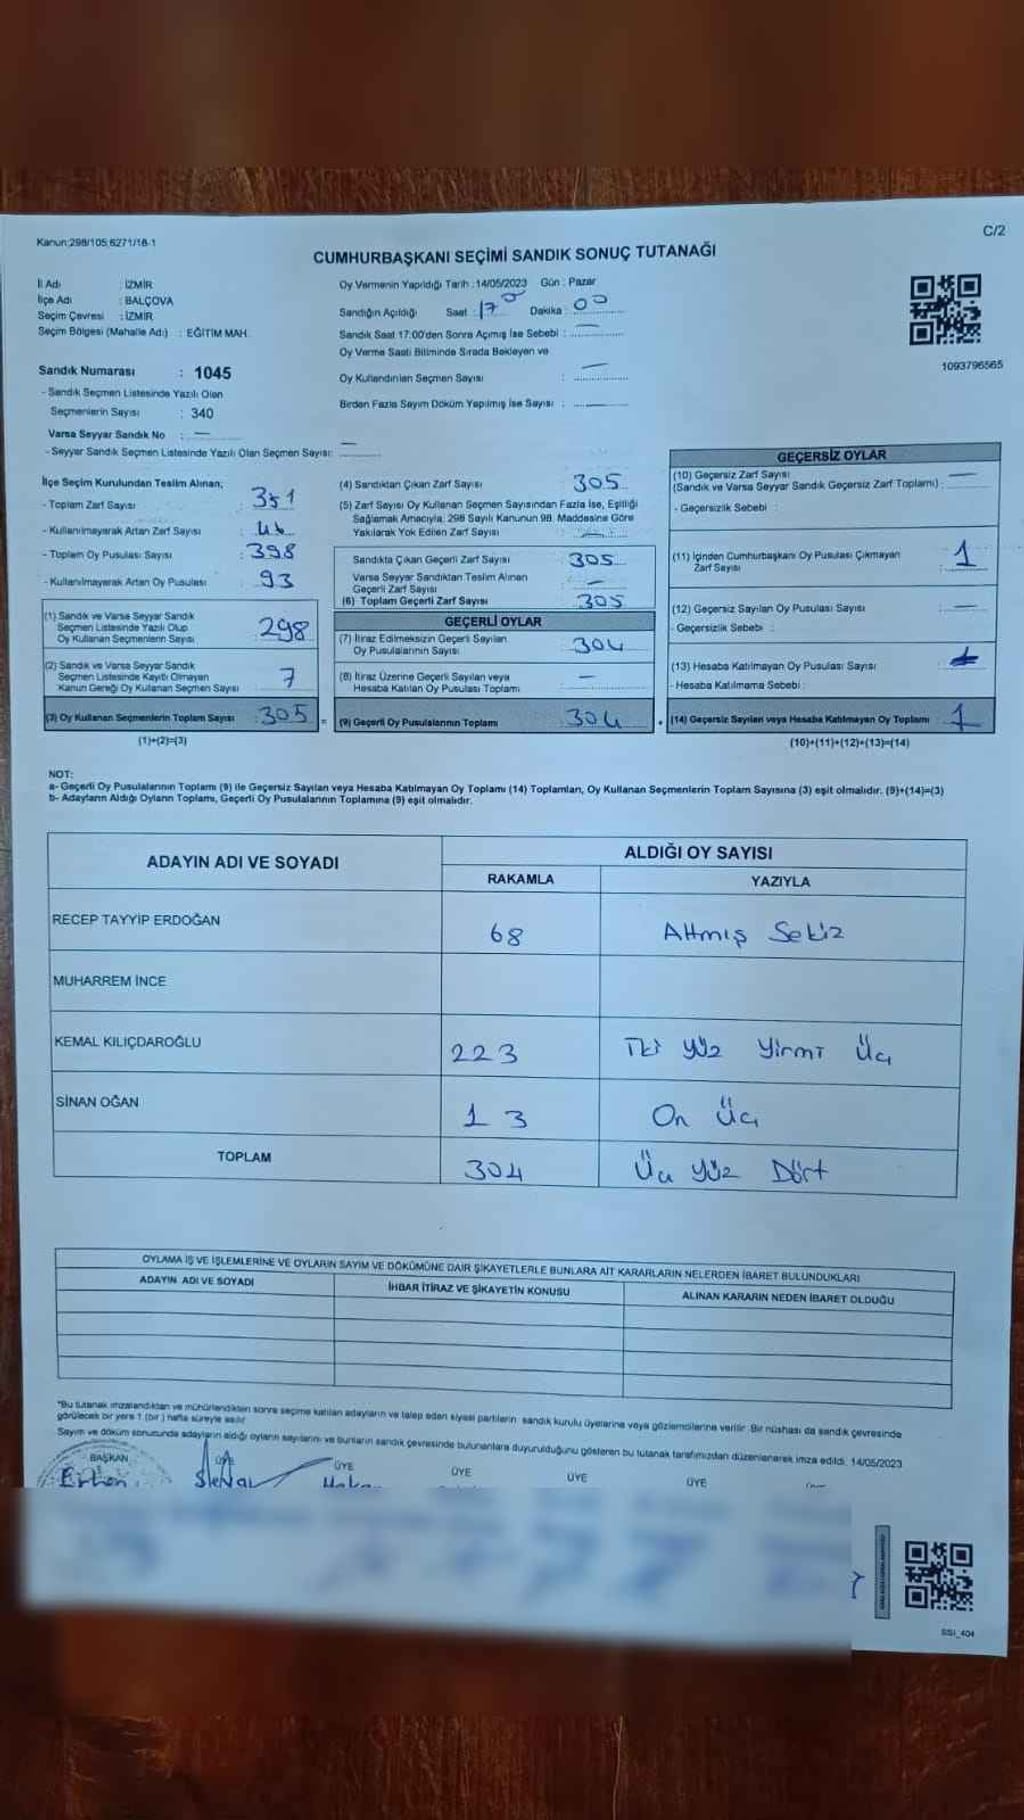 Kanun:298/105;6271/16-1
C/2
CUMHURBAŞKANI SEÇİMİ SANDIK SONUÇ TUTANAĞI
İl Adı : İZMİR
İlçe Adı : BALÇOVA
Seçim Çevresi : İZMİR
Seçim Bölgesi (Mahalle Adı) : EĞİTİM MAH.
Oy Vermenin Yapıldığı Tarih : 14/05/2023 Gün : Pazar
Sandığın Açıldığı Saat : 17 00 Dakika : 00
Sandık Saat 17:00'den Sonra Açımış İse Sebebi : —
Oy Verme Saati Bitiminde Sırada Bekleyen ve
Oy Kullandırılan Seçmen Sayısı : —
Birden Fazla Sayım Döküm Yapılmış İse Sayısı : —
1093796565
Sandık Numarası : 1045
- Sandık Seçmen Listesinde Yazılı Olan
Seçmenlerin Sayısı : 340
Varsa Seyyar Sandık No : —
- Seyyar Sandık Seçmen Listesinde Yazılı Olan Seçmen Sayısı: —
İlçe Seçim Kurulundan Teslim Alınan;
- Toplam Zarf Sayısı : 351
- Kullanılmayarak Artan Zarf Sayısı : 46
- Toplam Oy Pusulası Sayısı : 398
- Kullanılmayarak Artan Oy Pusulası : 93
(1) Sandık ve Varsa Seyyar Sandık
Seçmen Listesinde Yazılı Olup
Oy Kullanan Seçmenlerin Sayısı : 298
(2) Sandık ve Varsa Seyyar Sandık
Seçmen Listesinde Kayıtlı Olmayan
Kanun Gereği Oy Kullanan Seçmen Sayısı : 7
(3) Oy Kullanan Seçmenlerin Toplam Sayısı : 305 =
(1)+(2)=(3)
(4) Sandıktan Çıkan Zarf Sayısı : 305
(5) Zarf Sayısı Oy Kullanan Seçmen Sayısından Fazla İse, Eşitliği
Sağlamak Amacıyla; 298 Sayılı Kanunun 98. Maddesine Göre
Yakılarak Yok Edilen Zarf Sayısı : —
Sandıkta Çıkan Geçerli Zarf Sayısı : 305
Varsa Seyyar Sandıktan Teslim Alınan
Geçerli Zarf Sayısı : —
(6) Toplam Geçerli Zarf Sayısı : 305
GEÇERLİ OYLAR
(7) İtiraz Edilmeksizin Geçerli Sayılan
Oy Pusulalarının Sayısı : 304
(8) İtiraz Üzerine Geçerli Sayılan veya
Hesaba Katılan Oy Pusulası Toplamı : —
(9) Geçerli Oy Pusulalarının Toplamı : 304 +
GEÇERSİZ OYLAR
(10) Geçersiz Zarf Sayısı
(Sandık ve Varsa Seyyar Sandık Geçersiz Zarf Toplamı) : —
- Geçersizlik Sebebi :
(11) İçinden Cumhurbaşkanı Oy Pusulası Çıkmayan
Zarf Sayısı : 1
(12) Geçersiz Sayılan Oy Pusulası Sayısı : —
- Geçersizlik Sebebi :
(13) Hesaba Katılmayan Oy Pusulası Sayısı :
- Hesaba Katılmama Sebebi :
(14) Geçersiz Sayılan veya Hesaba Katılmayan Oy Toplamı : 1
(10)+(11)+(12)+(13)=(14)
NOT:
a- Geçerli Oy Pusulalarının Toplamı (9) ile Geçersiz Sayılan veya Hesaba Katılmayan Oy Toplamı (14) Toplamları, Oy Kullanan Seçmenlerin Toplam Sayısına (3) eşit olmalıdır. (9)+(14)=(3)
b- Adayların Aldığı Oyların Toplamı, Geçerli Oy Pusulalarının Toplamına (9) eşit olmalıdır.
ADAYIN ADI VE SOYADI ALDIĞI OY SAYISI
RAKAMLA YAZIYLA
RECEP TAYYİP ERDOĞAN 68 Altmış Sekiz
MUHARREM İNCE
KEMAL KILIÇDAROĞLU 223 İki yüz Yirmi Üç
SİNAN OĞAN 13 On Üç
TOPLAM 304 Üç yüz Dört
OYLAMA İŞ VE İŞLEMLERİNE VE OYLARIN SAYIM VE DÖKÜMÜNE DAİR ŞİKAYETLERLE BUNLARA AİT KARARLARIN NELERDEN İBARET BULUNDUKLARI
ADAYIN ADI VE SOYADI İHBAR İTİRAZ VE ŞİKAYETİN KONUSU ALINAN KARARIN NEDEN İBARET OLDUĞU
"Bu tutanak imzalandıktan ve mühürlendikten sonra seçime katılan adayların ve talep eden siyasi partilerin sandık kurulu üyelerine veya gözlemcilerine verilir. Bir nüshası da sandık çevresinde
görülecek bir yere 1 (bir) hafta süreyle asılır
Sayım ve döküm sonucunda adayların aldığı oyların sayılarını ve bunların sandık çevresinde bulunanlara duyurulduğunu gösteren bu tutanak tarafımızdan düzenlenerek imza edildi. 14/05/2023
BAŞKAN ÜYE ÜYE ÜYE ÜYE ÜYE
SSI_404